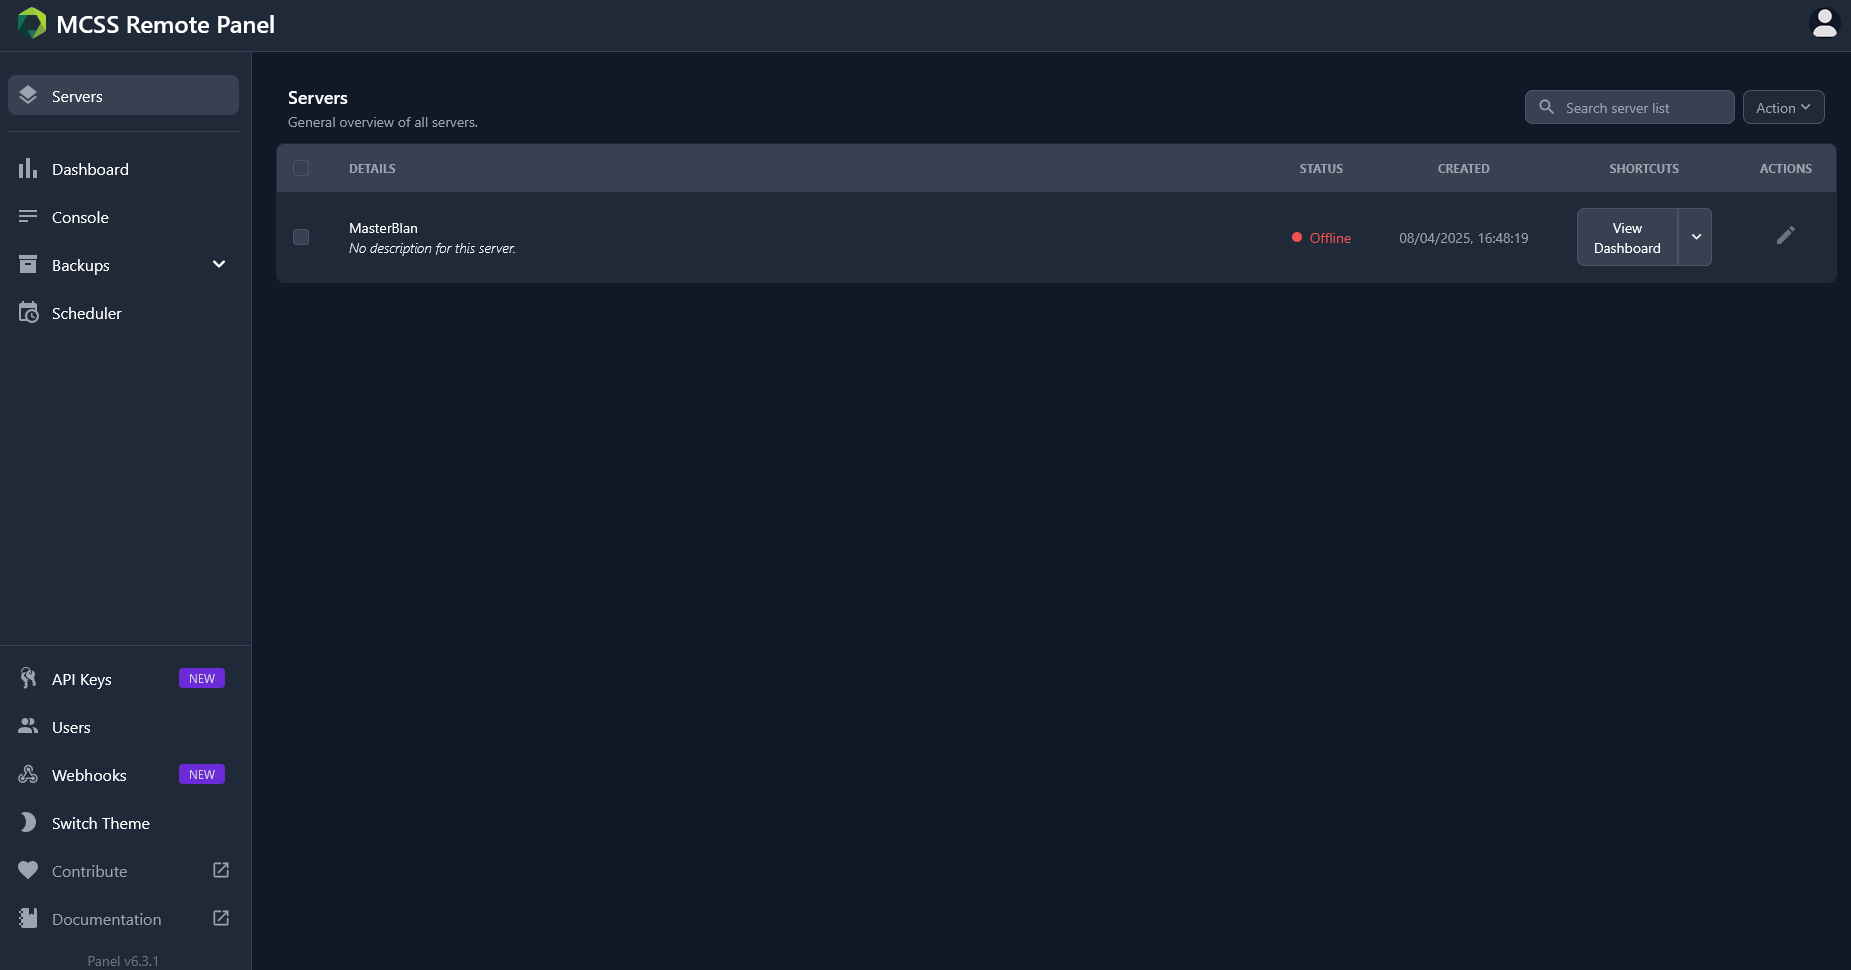 MCSS Remote Panel
Servers
Dashboard
Console
Backups
Scheduler
API Keys NEW
Users
Webhooks NEW
Switch Theme
Contribute
Documentation
Panel v6.3.1
Servers
General overview of all servers.
Search server list
Action
DETAILS STATUS CREATED SHORTCUTS ACTIONS
MasterBlan
No description for this server.
Offline
08/04/2025, 16:48:19
View
Dashboard